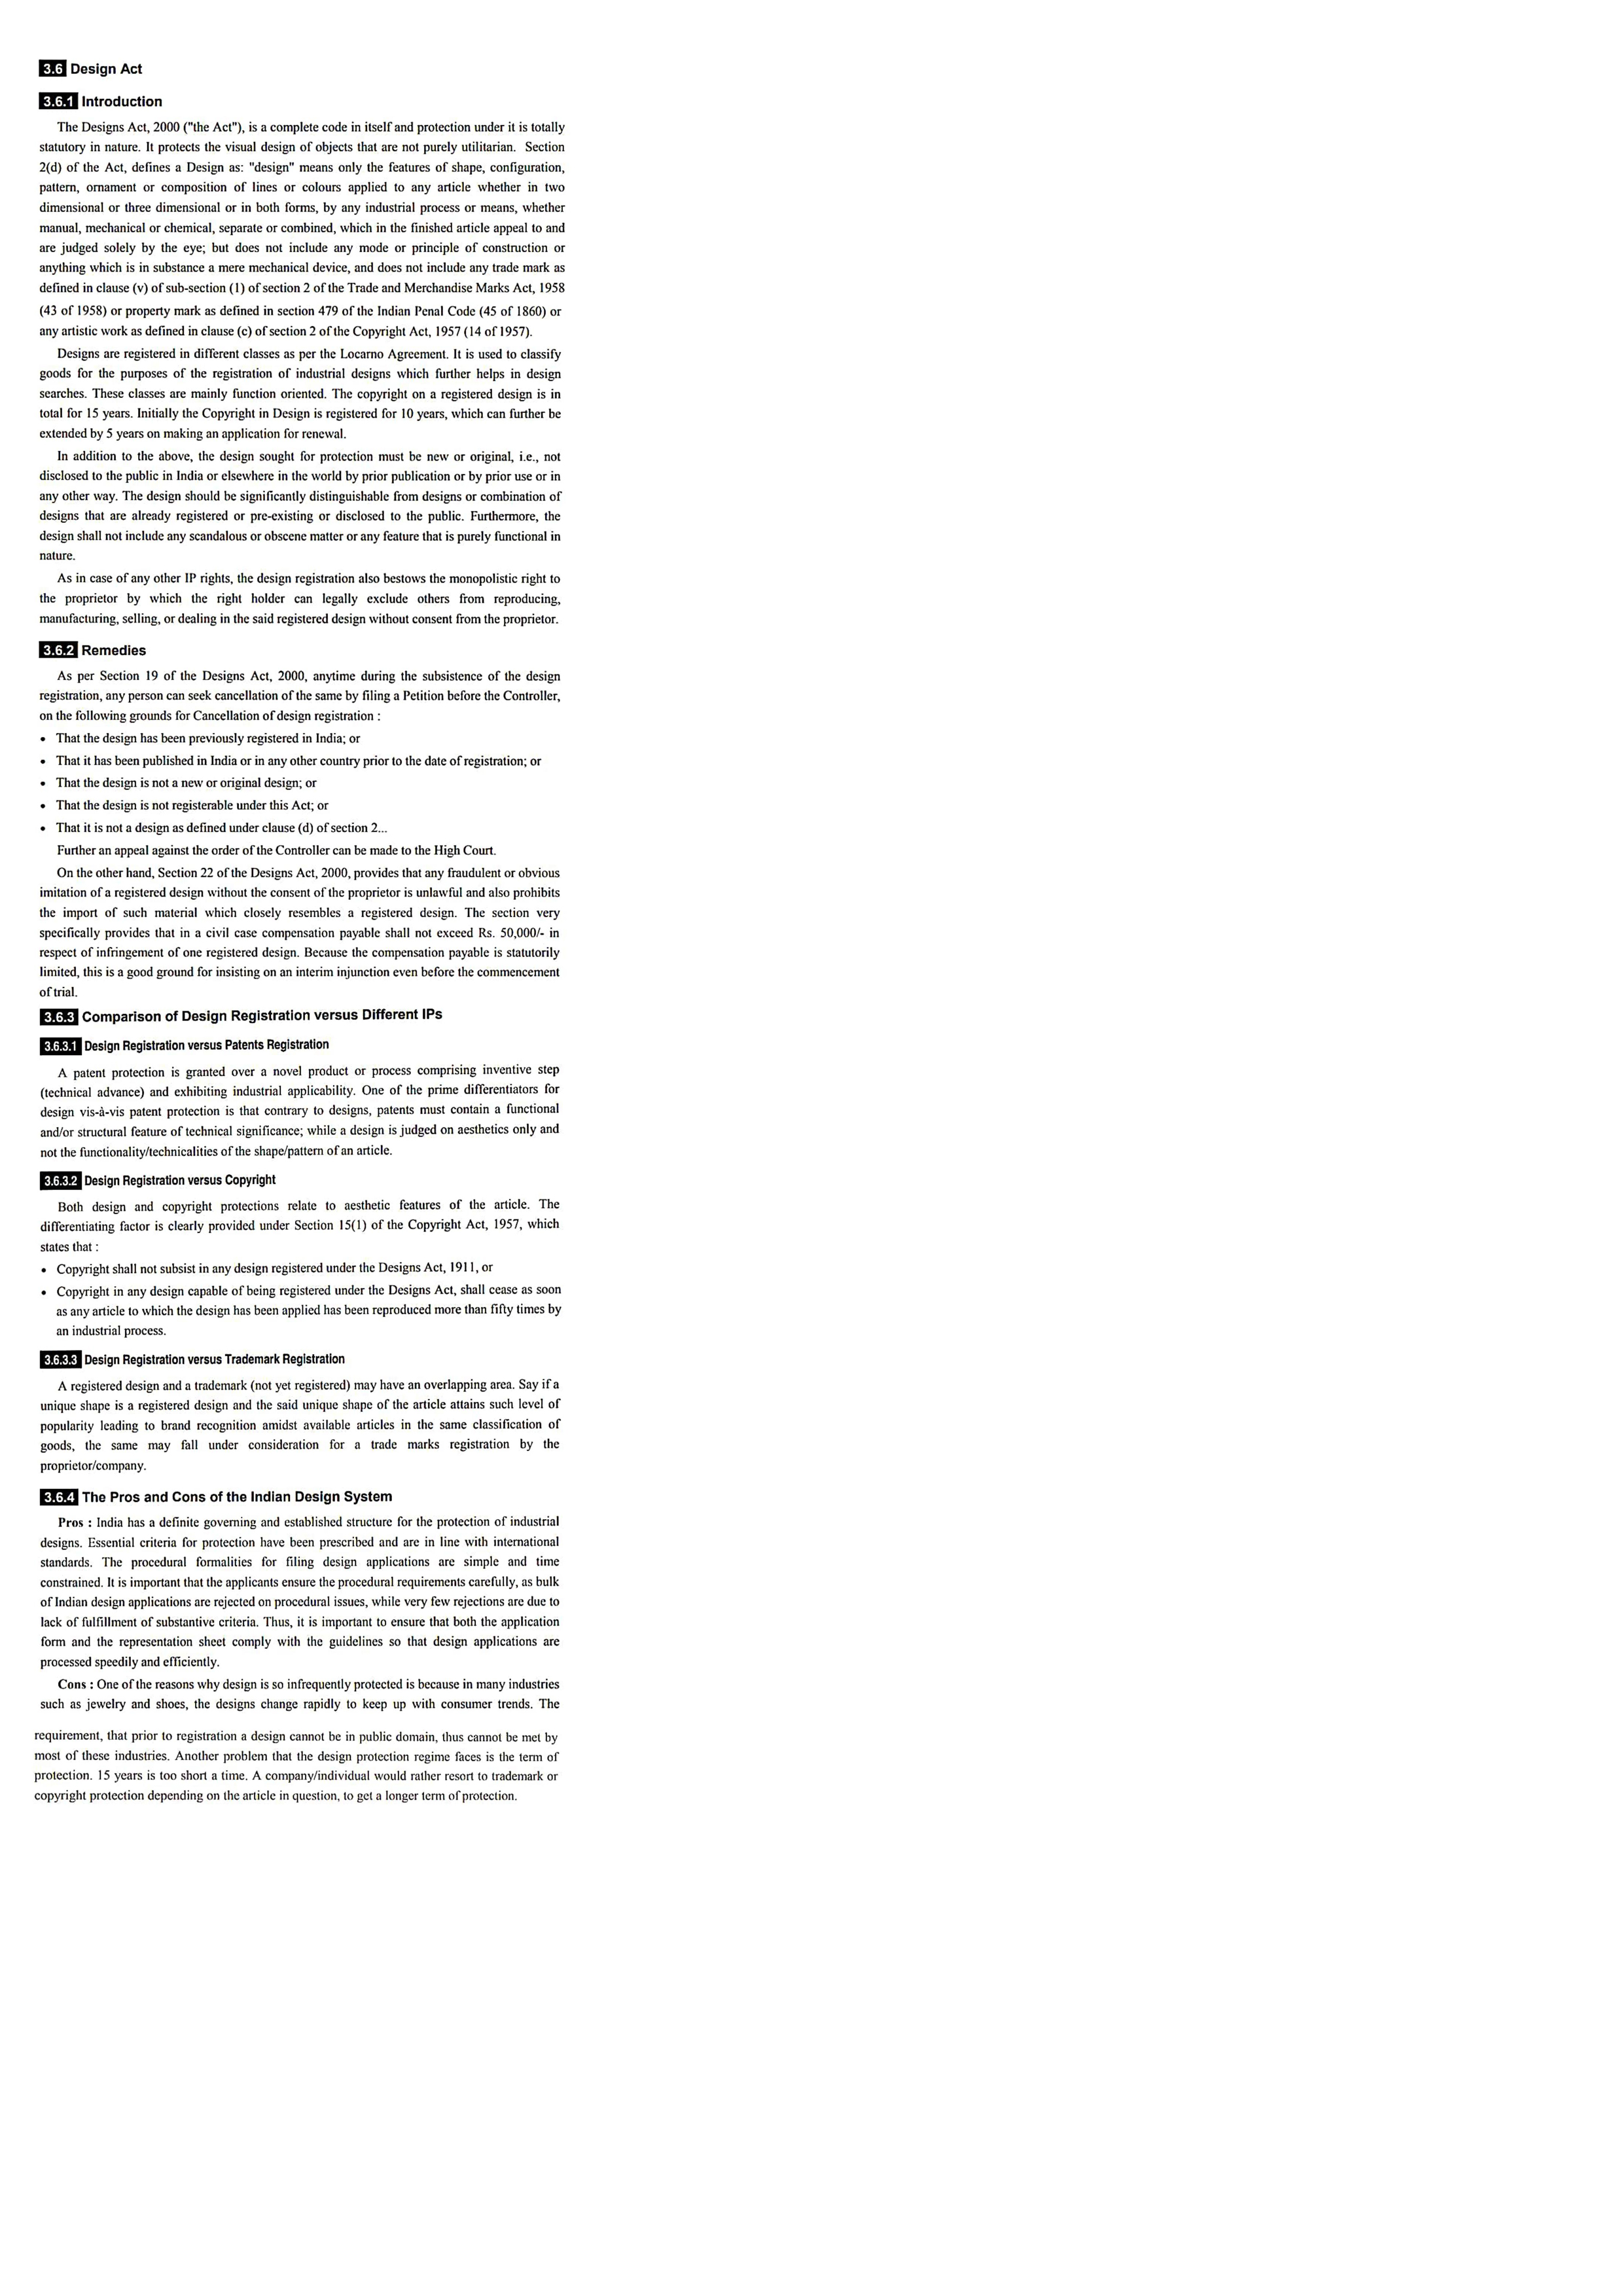 3.6 Design Act
3.6.1 Introduction
The Designs Act, 2000 ("the Act"), is a complete code in itself and protection under it is totally
statutory in nature. It protects the visual design of objects that are not purely utilitarian. Section
2(d) of the Act, defines a Design as: "design" means only the features of shape, configuration,
pattern, ornament or composition of lines or colours applied to any article whether in two
dimensional or three dimensional or in both forms, by any industrial process or means, whether
manual, mechanical or chemical, separate or combined, which in the finished article appeal to and
are judged solely by the eye; but does not include any mode or principle of construction or
anything which is in substance a mere mechanical device, and does not include any trade mark as
defined in clause (v) of sub-section (1) of section 2 of the Trade and Merchandise Marks Act, 1958
(43 of 1958) or property mark as defined in section 479 of the Indian Penal Code (45 of 1860) or
any artistic work as defined in clause (c) of section 2 of the Copyright Act, 1957 (14 of 1957).
Designs are registered in different classes as per the Locarno Agreement. It is used to classify
goods for the purposes of the registration of industrial designs which further helps in design
searches. These classes are mainly function oriented. The copyright on a registered design is in
total for 15 years. Initially the Copyright in Design is registered for 10 years, which can further be
extended by 5 years on making an application for renewal.
In addition to the above, the design sought for protection must be new or original, i.e., not
disclosed to the public in India or elsewhere in the world by prior publication or by prior use or in
any other way. The design should be significantly distinguishable from designs or combination of
designs that are already registered or pre-existing or disclosed to the public. Furthermore, the
design shall not include any scandalous or obscene matter or any feature that is purely functional in
nature.
As in case of any other IP rights, the design registration also bestows the monopolistic right to
the proprietor by which the right holder can legally exclude others from reproducing,
manufacturing, selling, or dealing in the said registered design without consent from the proprietor.
3.6.2 Remedies
As per Section 19 of the Designs Act, 2000, anytime during the subsistence of the design
registration, any person can seek cancellation of the same by filing a Petition before the Controller,
on the following grounds for Cancellation of design registration :
• That the design has been previously registered in India; or
• That it has been published in India or in any other country prior to the date of registration; or
• That the design is not a new or original design; or
• That the design is not registerable under this Act; or
• That it is not a design as defined under clause (d) of section 2...
Further an appeal against the order of the Controller can be made to the High Court.
On the other hand, Section 22 of the Designs Act, 2000, provides that any fraudulent or obvious
imitation of a registered design without the consent of the proprietor is unlawful and also prohibits
the import of such material which closely resembles a registered design. The section very
specifically provides that in a civil case compensation payable shall not exceed Rs. 50,000/- in
respect of infringement of one registered design. Because the compensation payable is statutorily
limited, this is a good ground for insisting on an interim injunction even before the commencement
of trial.
3.6.3 Comparison of Design Registration versus Different IPs
3.6.3.1 Design Registration versus Patents Registration
A patent protection is granted over a novel product or process comprising inventive step
(technical advance) and exhibiting industrial applicability. One of the prime differentiators for
design vis-à-vis patent protection is that contrary to designs, patents must contain a functional
and/or structural feature of technical significance; while a design is judged on aesthetics only and
not the functionality/technicalities of the shape/pattern of an article.
3.6.3.2 Design Registration versus Copyright
Both design and copyright protections relate to aesthetic features of the article. The
differentiating factor is clearly provided under Section 15(1) of the Copyright Act, 1957, which
states that :
• Copyright shall not subsist in any design registered under the Designs Act, 1911, or
• Copyright in any design capable of being registered under the Designs Act, shall cease as soon
as any article to which the design has been applied has been reproduced more than fifty times by
an industrial process.
3.6.3.3 Design Registration versus Trademark Registration
A registered design and a trademark (not yet registered) may have an overlapping area. Say if a
unique shape is a registered design and the said unique shape of the article attains such level of
popularity leading to brand recognition amidst available articles in the same classification of
goods, the same may fall under consideration for a trade marks registration by the
proprietor/company.
3.6.4 The Pros and Cons of the Indian Design System
Pros : India has a definite governing and established structure for the protection of industrial
designs. Essential criteria for protection have been prescribed and are in line with international
standards. The procedural formalities for filing design applications are simple and time
constrained. It is important that the applicants ensure the procedural requirements carefully, as bulk
of Indian design applications are rejected on procedural issues, while very few rejections are due to
lack of fulfillment of substantive criteria. Thus, it is important to ensure that both the application
form and the representation sheet comply with the guidelines so that design applications are
processed speedily and efficiently.
Cons : One of the reasons why design is so infrequently protected is because in many industries
such as jewelry and shoes, the designs change rapidly to keep up with consumer trends. The
requirement, that prior to registration a design cannot be in public domain, thus cannot be met by
most of these industries. Another problem that the design protection regime faces is the term of
protection. 15 years is too short a time. A company/individual would rather resort to trademark or
copyright protection depending on the article in question, to get a longer term of protection.